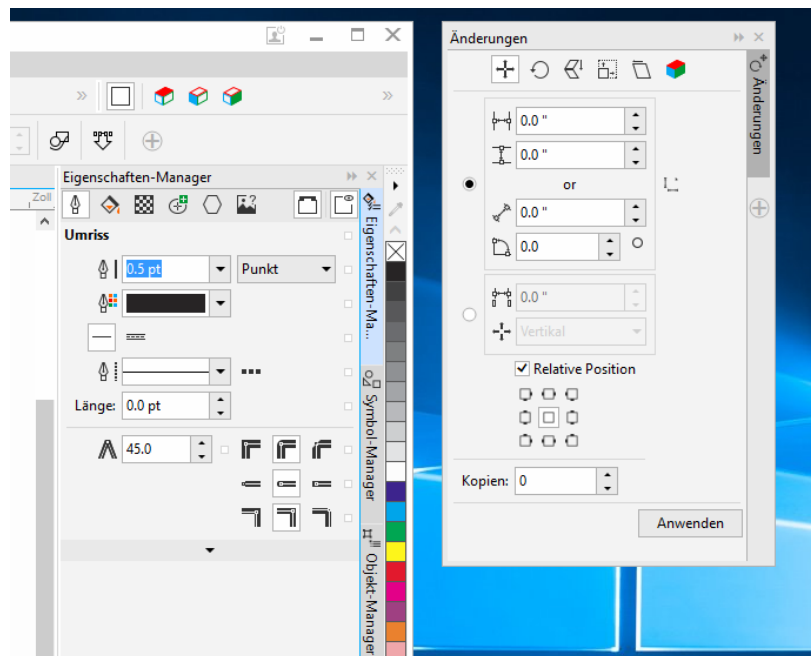 Zoll
Eigenschaften-Manager
Umriss
0.5 pt
Punkt
Länge: 0.0 pt
45.0
Eigenschaften-Ma...
Symbol-Manager
Objekt-Manager
Änderungen
0.0 "
0.0 "
or
0.0 "
0.0
0.0 "
Vertikal
Relative Position
Kopien: 0
Anwenden
Änderungen